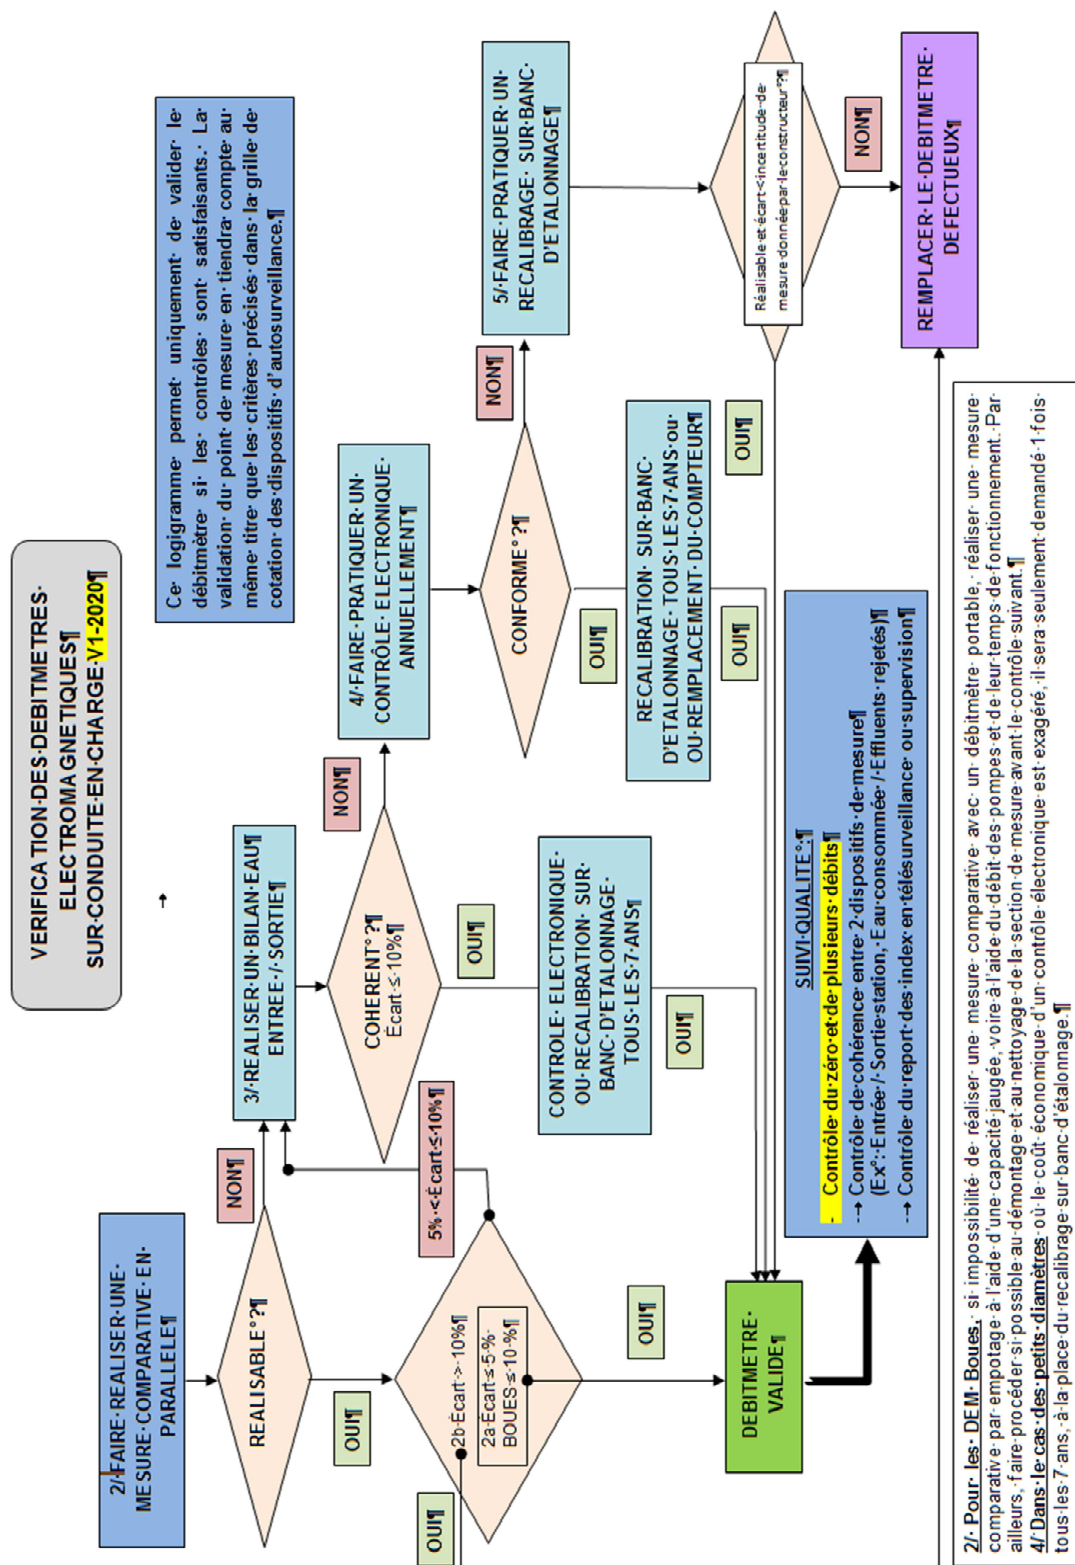 VERIFICATION·DES·DEBITMETRES·
ELECTROMAGNETIQUES¶
SUR·CONDUITE·EN·CHARGE·V1-2020¶
Ce· logigramme· permet· uniquement· de· valider· le·
débitmètre· si· les· contrôles· sont· satisfaisants.· La·
validation· du· point· de· mesure· en· tiendra· compte· au·
même· titre· que· les· critères· précisés· dans· la· grille· de·
cotation·des·dispositifs·d'autosurveillance.¶
2/·FAIRE·REALISER·UNE·
MESURE·COMPARATIVE· EN·
PARALLELE¶
REALISABLE°?¶
NON¶
OUI¶
2b·Écart·>·10%¶
2a·Écart·≤·5·%·
BOUES·≤·10·%¶
OUI¶
5%·<·Écart·≤·10%¶
OUI¶
3/·REALISER·UN·BILAN·EAU¶
ENTREE·/·SORTIE¶
COHERENT°?¶
Écart·≤·10%¶
NON¶
OUI¶
CONTROLE· ELECTRONIQUE·
OU·RECALIBRATION· SUR·
BANC·D'ETALONNAGE·
TOUS·LES·7·ANS¶
OUI¶
4/·FAIRE·PRATIQUER·UN·
CONTRÔLE· ELECTRONIQUE·
ANNUELLEMENT¶
CONFORME°?¶
NON¶
OUI¶
RECALIBRATION· SUR·BANC·
D'ETALONNAGE·TOUS·LES·7·ANS·ou·
OU·REMPLACEMENT·DU·COMPTEUR¶
OUI¶
5/·FAIRE·PRATIQUER·UN·
RECALIBRAGE· SUR·BANC·
D'ETALONNAGE¶
Réalisable·et·écart·<·incertitude··de·
mesure·donnée·par·le·constructeur°?¶
OUI¶
NON¶
REMPLACER·LE·DEBITMETRE·
DEFECTUEUX¶
DEBITMETRE·
VALIDE¶
SUIVI·QUALITE°:¶
- Contrôle·du·zéro·et·de·plusieurs·débits¶
-→Contrôle·de·cohérence·entre·2·dispositifs·de·mesure¶
(Ex°:·Entrée·/·Sortie·station,·Eau·consommée·/·Effluents·rejetés)¶
-→Contrôle·du·report·des·index·en·télésurveillance·ou·supervision¶
2/· Pour· les· DEM· Boues,· si· impossibilité· de· réaliser· une· mesure· comparative· avec· un· débitmètre· portable,· réaliser· une· mesure·
comparative·par·empotage·à·l'aide·d'une·capacité·jaugée,·voire·à·l'aide·du·débit·des·pompes·et·de·leur·temps·de·fonctionnement.·Par·
ailleurs,·faire·procéder·si·possible·au·démontage·et·au·nettoyage·de·la·section·de·mesure·avant·le·contrôle·suivant.¶
4/·Dans·le·cas·des·petits·diamètres·où·le·coût·économique·d'un·contrôle·électronique·est·exagéré,·il·sera·seulement·demandé·1·fois·
tous·les·7·ans,·à·la·place·du·recalibrage·sur·banc·d'étalonnage.¶